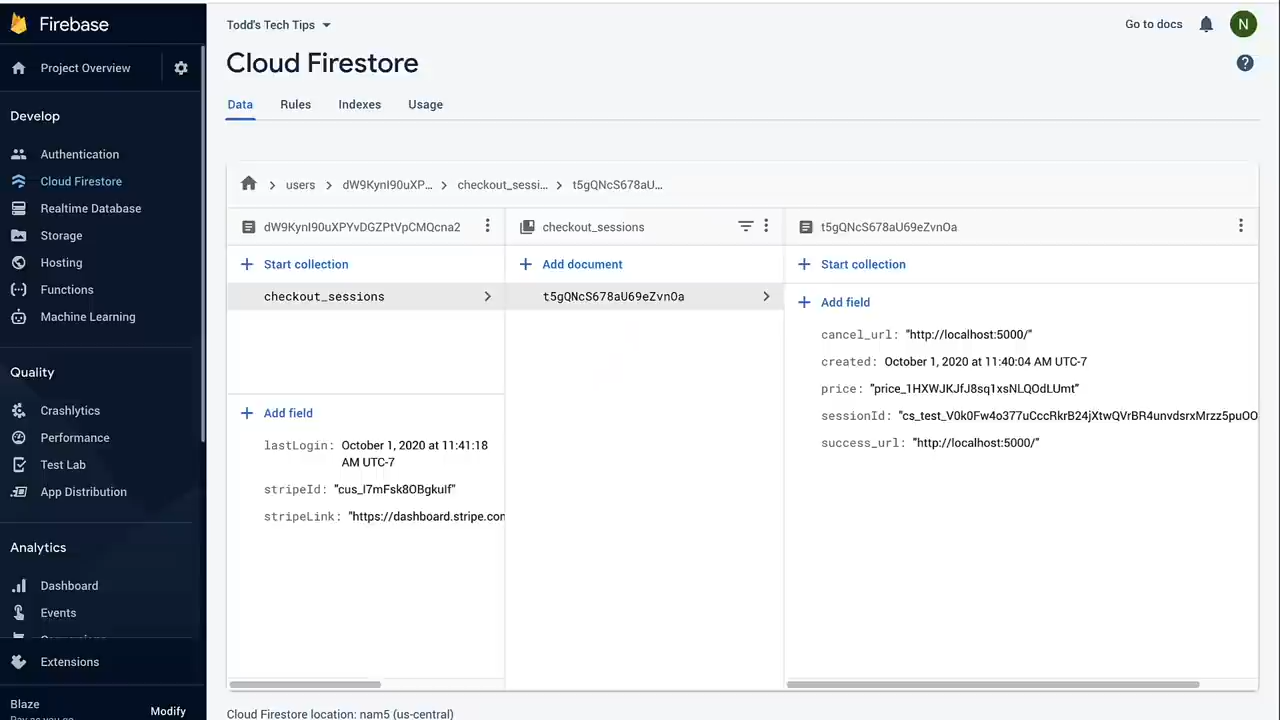 Firebase
Project Overview
Develop
Authentication
Cloud Firestore
Realtime Database
Storage
Hosting
Functions
Machine Learning
Quality
Crashlytics
Performance
Test Lab
App Distribution
Analytics
Dashboard
Events
Extensions
Blaze
Modify
Todd's Tech Tips
Go to docs
N
Cloud Firestore
Data Rules Indexes Usage
users dW9KynI90uXP… checkout_sessi… t5gQNcS678aU…
dW9KynI90uXPYvDGZPtVpCMQcna2
Start collection
checkout_sessions
Add field
lastLogin: October 1, 2020 at 11:41:18
AM UTC-7
stripeId: "cus_I7mFsk8OBgkuIf"
stripeLink: "https://dashboard.stripe.con
checkout_sessions
Add document
t5gQNcS678aU69eZvnOa
t5gQNcS678aU69eZvnOa
Start collection
Add field
cancel_url: "http://localhost:5000/"
created: October 1, 2020 at 11:40:04 AM UTC-7
price: "price_1HXWJKJfJ8sq1xsNLQOdLUmt"
sessionId: "cs_test_V0k0Fw4o377uCccRkrB24jXtwQVrBR4unvdsrxMrzz5puOO
success_url: "http://localhost:5000/"
Cloud Firestore location: nam5 (us-central)